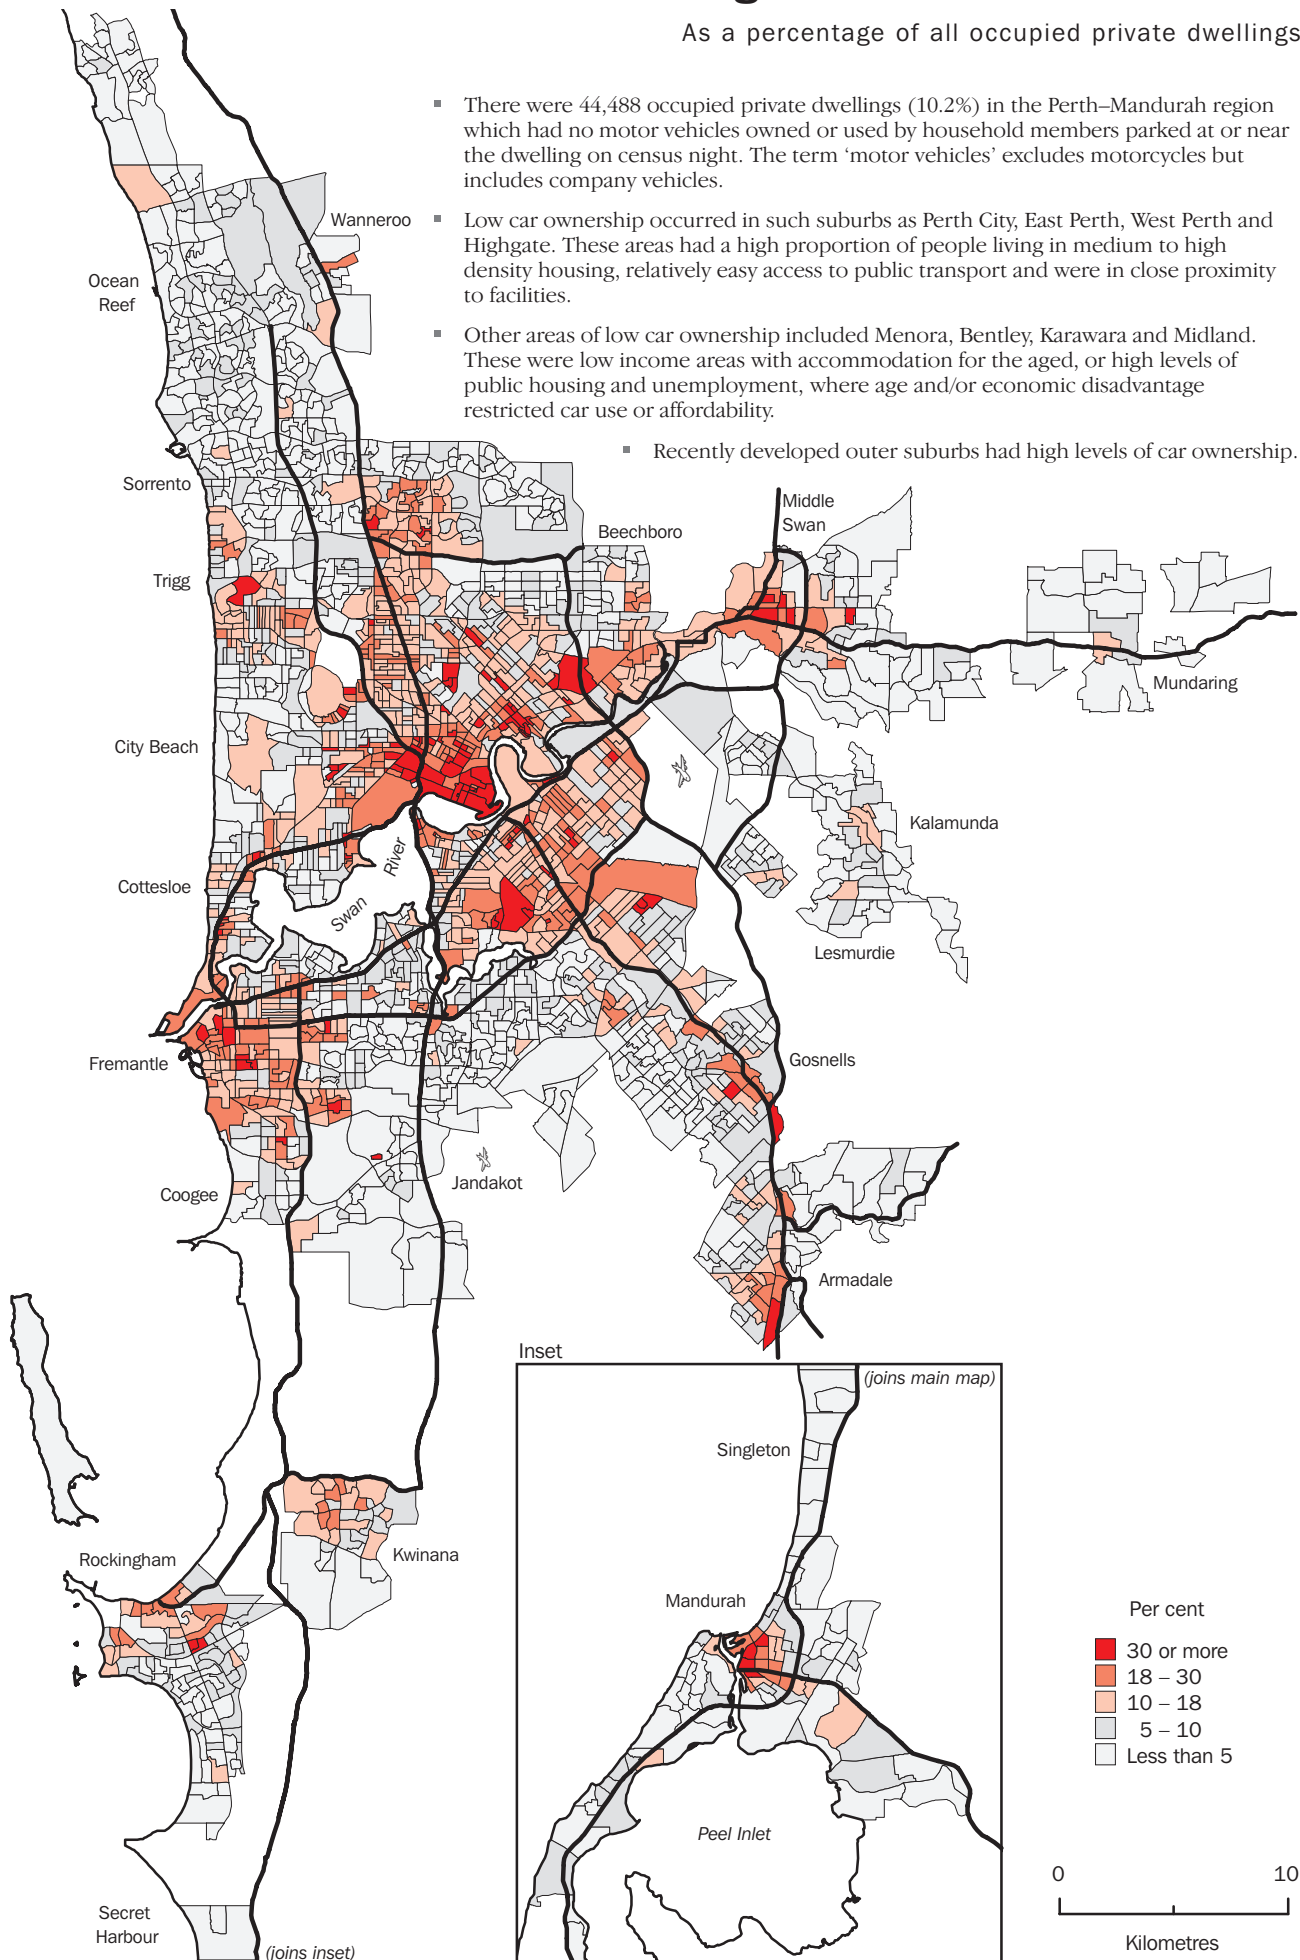 As a percentage of all occupied private dwellings
▪ There were 44,488 occupied private dwellings (10.2%) in the Perth–Mandurah region
which had no motor vehicles owned or used by household members parked at or near
the dwelling on census night. The term ‘motor vehicles’ excludes motorcycles but
includes company vehicles.
▪ Low car ownership occurred in such suburbs as Perth City, East Perth, West Perth and
Highgate. These areas had a high proportion of people living in medium to high
density housing, relatively easy access to public transport and were in close proximity
to facilities.
▪ Other areas of low car ownership included Menora, Bentley, Karawara and Midland.
These were low income areas with accommodation for the aged, or high levels of
public housing and unemployment, where age and/or economic disadvantage
restricted car use or affordability.
▪ Recently developed outer suburbs had high levels of car ownership.
Wanneroo
Ocean
Reef
Sorrento
Middle
Swan
Beechboro
Trigg
Mundaring
City Beach
Kalamunda
River
Cottesloe
Swan
Lesmurdie
Fremantle
Gosnells
Jandakot
Coogee
Armadale
Inset
(joins main map)
Singleton
Kwinana
Rockingham
Mandurah
Per cent
30 or more
18 – 30
10 – 18
5 – 10
Less than 5
Peel Inlet
0 10
Kilometres
Secret
Harbour
(joins inset)